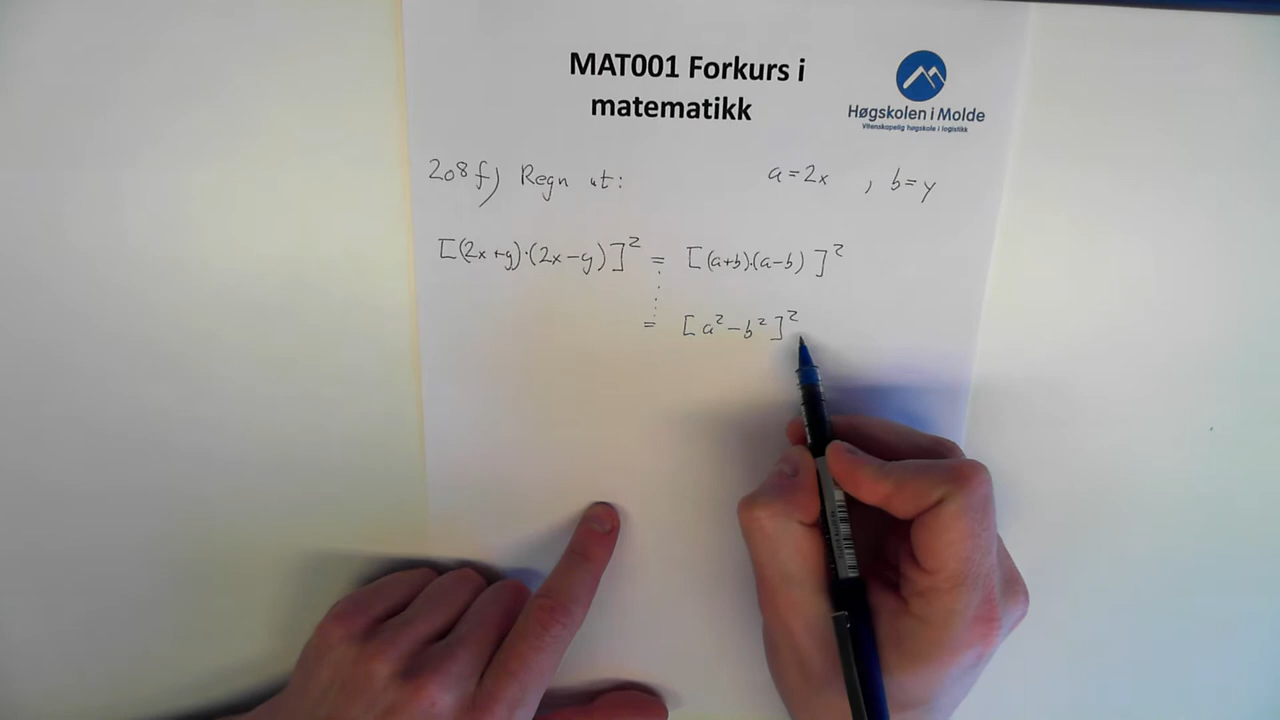 MAT001 Forkurs i
matematikk
Høgskolen i Molde
Vitenskapelig høgskole i logistikk
208 f) Regn ut: a=2x , b=y
[(2x+y)·(2x-y)]² = [(a+b)·(a-b)]²
= [a²-b²]²